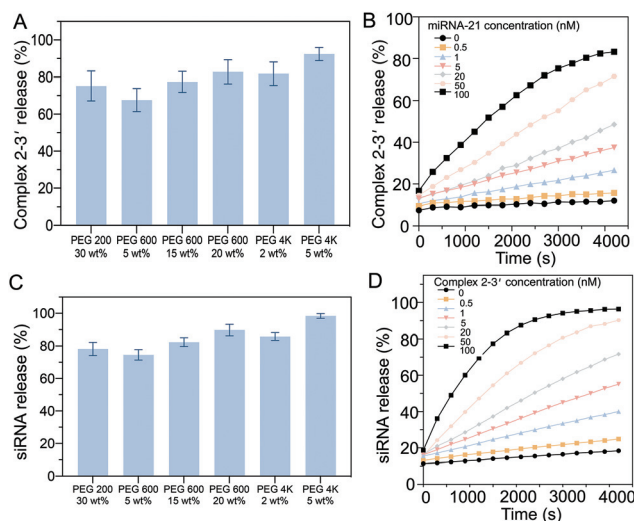 A
Complex 2-3′ release (%)
100
80
60
40
20
0
PEG 200 PEG 600 PEG 600 PEG 600 PEG 4K PEG 4K
30 wt% 5 wt% 15 wt% 20 wt% 2 wt% 5 wt%
B
Complex 2-3′ release (%)
miRNA-21 concentration (nM)
0
0.5
1
5
20
50
100
100
80
60
40
20
0
0 1000 2000 3000 4000
Time (s)
C
siRNA release (%)
100
80
60
40
20
0
PEG 200 PEG 600 PEG 600 PEG 600 PEG 4K PEG 4K
30 wt% 5 wt% 15 wt% 20 wt% 2 wt% 5 wt%
D
siRNA release (%)
Complex 2-3′ concentration (nM)
0
0.5
1
5
20
50
100
100
80
60
40
20
0
0 1000 2000 3000 4000
Time (s)